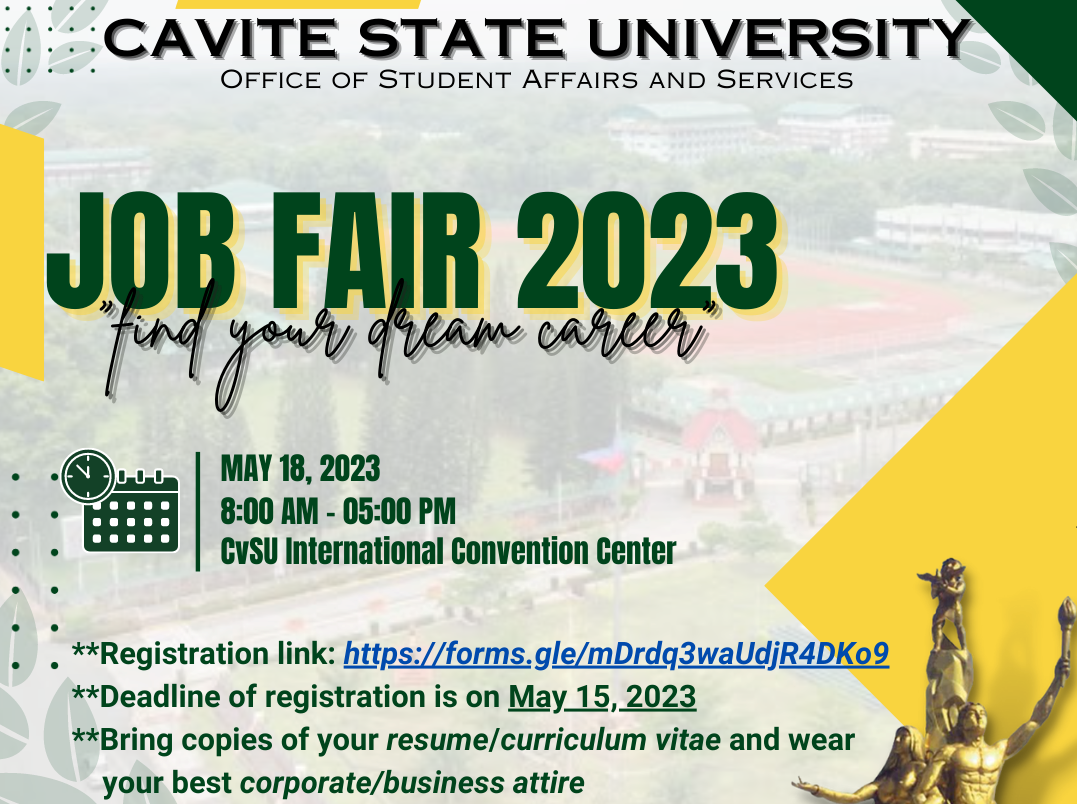 CAVITE STATE UNIVERSITY
OFFICE OF STUDENT AFFAIRS AND SERVICES
JOB FAIR 2023
"find your dream career"
MAY 18, 2023
8:00 AM - 05:00 PM
CvSU International Convention Center
**Registration link: https://forms.gle/mDrdq3waUdjR4DKo9
**Deadline of registration is on May 15, 2023
**Bring copies of your resume/curriculum vitae and wear
your best corporate/business attire